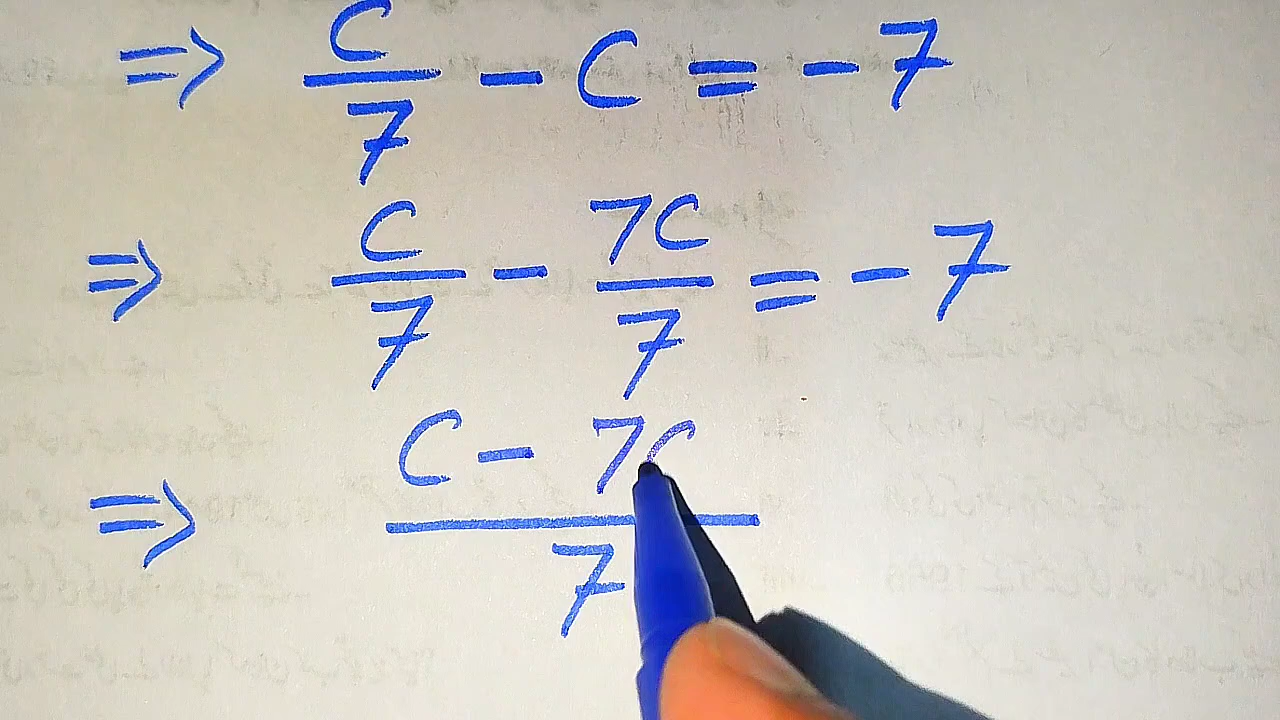 ⇒ C/7 - C = -7
⇒ C/7 - 7C/7 = -7
⇒ (C - 7C)/7